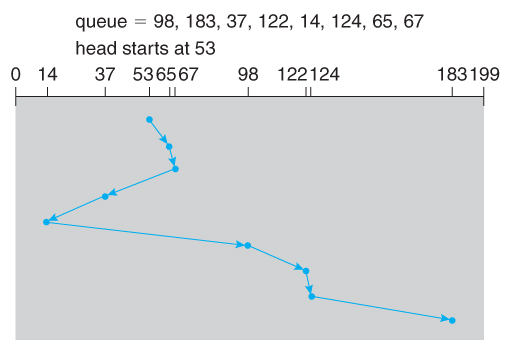 queue = 98, 183, 37, 122, 14, 124, 65, 67
head starts at 53
0 14 37 53 65 67 98 122 124 183 199